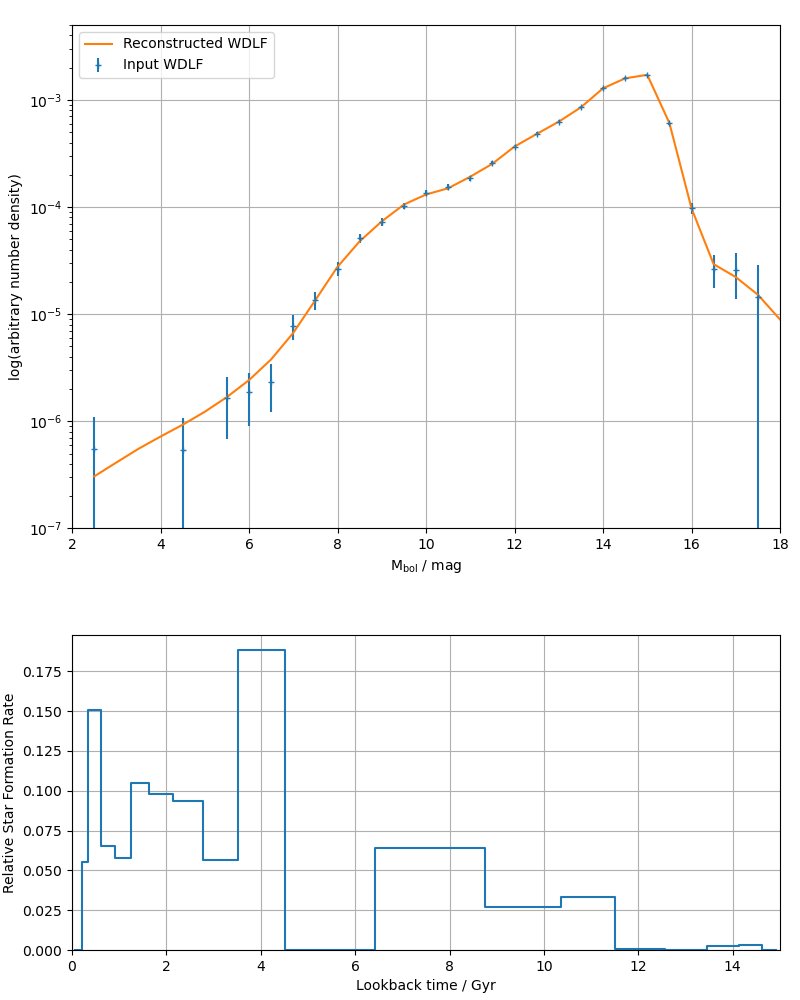 Reconstructed WDLF
Input WDLF
10⁻³
10⁻⁴
10⁻⁵
10⁻⁶
10⁻⁷
log(arbitrary number density)
2 4 6 8 10 12 14 16 18
M_bol / mag
0.175
0.150
0.125
0.100
0.075
0.050
0.025
0.000
Relative Star Formation Rate
0 2 4 6 8 10 12 14
Lookback time / Gyr